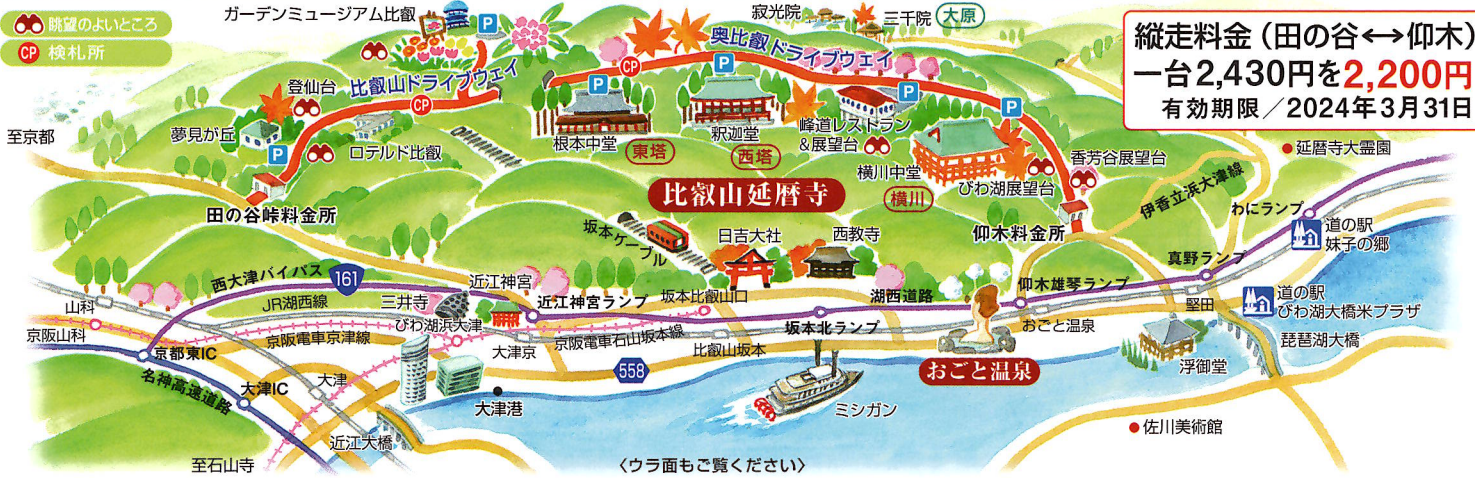 眺望のよいところ
CP 検札所
ガーデンミュージアム比叡
P
寂光院
三千院
大原
縦走料金(田の谷↔仰木)
一台2,430円を2,200円
有効期限/2024年3月31日
奥比叡ドライブウェイ
比叡山ドライブウェイ
CP
CP
P
P
P
P
登仙台
夢見が丘
P
ロテルド比叡
至京都
田の谷峠料金所
根本中堂
東塔
釈迦堂
西塔
峰道レストラン
&展望台
横川中堂
横川
びわ湖展望台
香芳谷展望台
延暦寺大霊園
比叡山延暦寺
仰木料金所
伊香立浜大津線
わにランプ
道の駅
妹子の郷
坂本ケーブル
日吉大社
西教寺
真野ランプ
西大津バイパス
161
近江神宮
近江神宮ランプ
坂本比叡山口
湖西道路
仰木雄琴ランプ
堅田
道の駅
びわ湖大橋米プラザ
山科
JR湖西線
三井寺
びわ湖浜大津
京阪山科
京阪電車京津線
大津京
京阪電車石山坂本線
坂本北ランプ
比叡山坂本
おごと温泉
おごと温泉
琵琶湖大橋
浮御堂
京都東IC
名神高速道路
大津IC
大津
558
大津港
ミシガン
佐川美術館
近江大橋
至石山寺
〈ウラ面もご覧ください〉